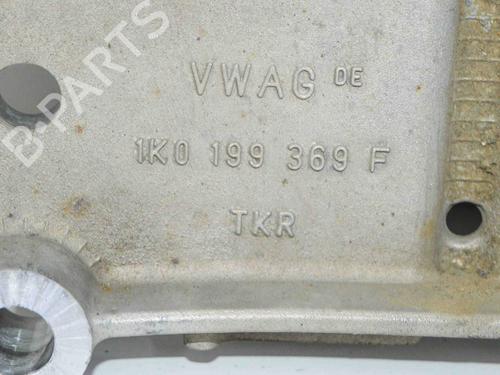 B-PARTS
VWAG DE
1K0 199 369 F
TKR